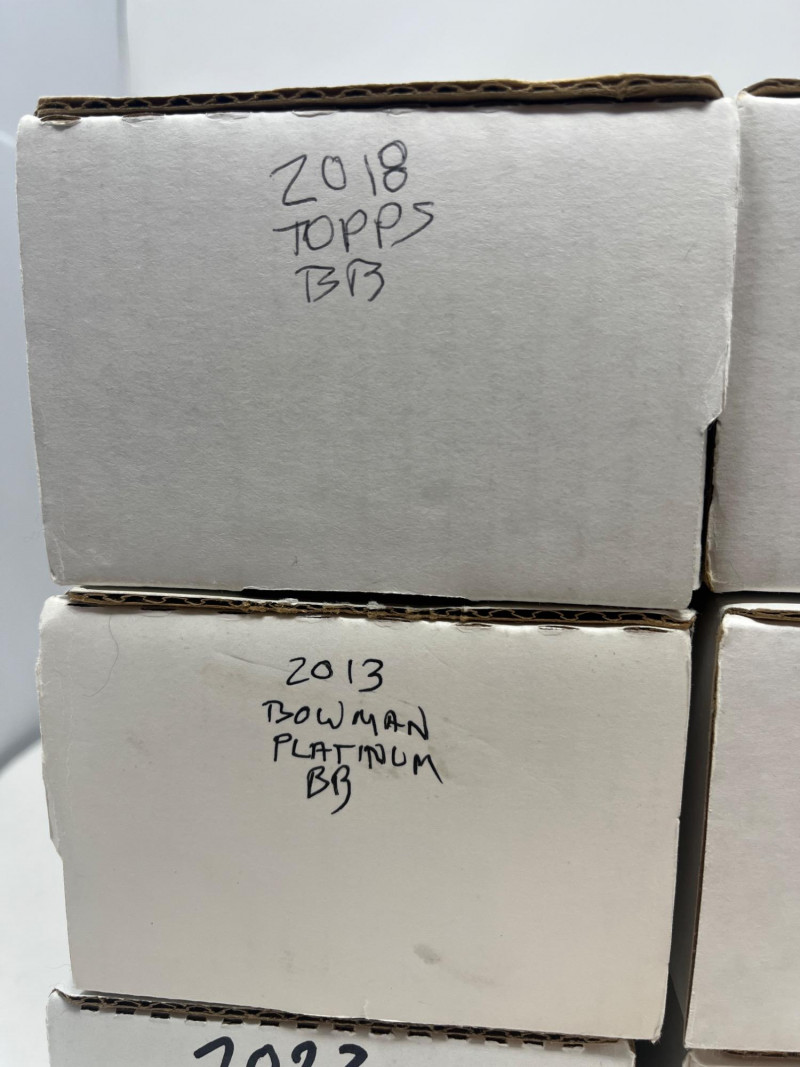 2018
TOPPS
BB
2013
BOWMAN
PLATINUM
BB